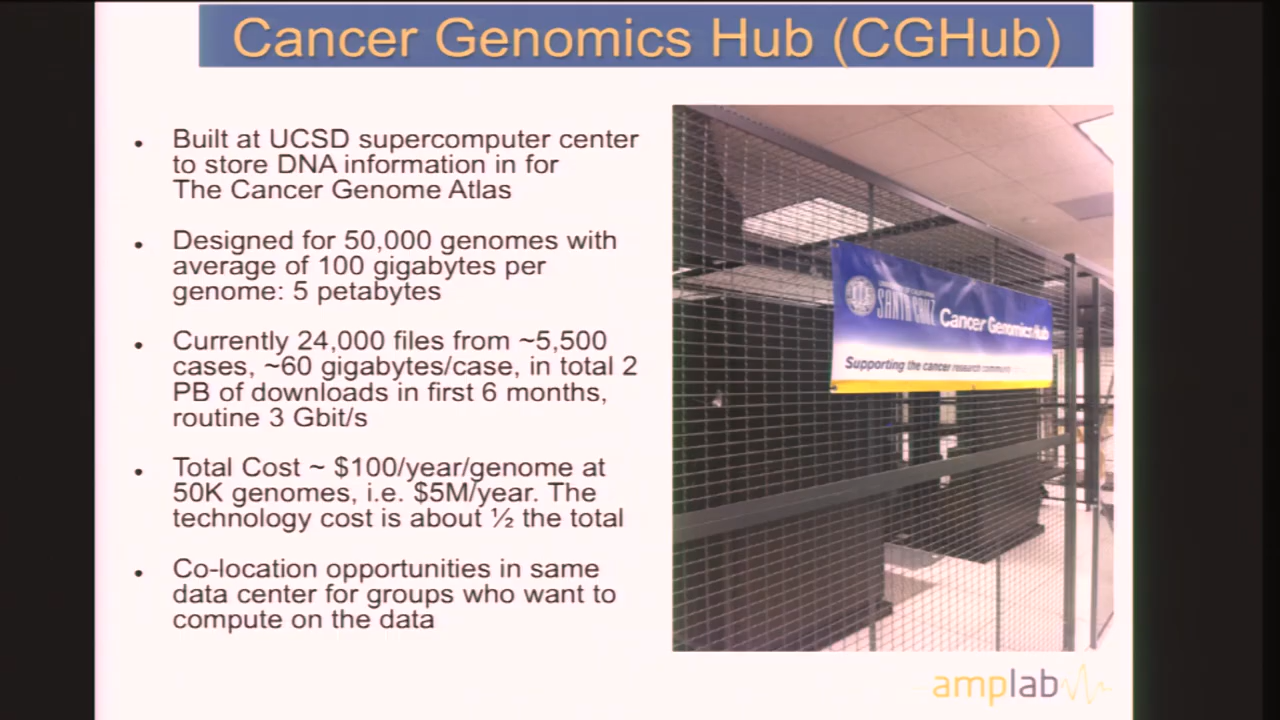 Cancer Genomics Hub (CGHub)
• Built at UCSD supercomputer center
to store DNA information in for
The Cancer Genome Atlas
• Designed for 50,000 genomes with
average of 100 gigabytes per
genome: 5 petabytes
• Currently 24,000 files from ~5,500
cases, ~60 gigabytes/case, in total 2
PB of downloads in first 6 months,
routine 3 Gbit/s
• Total Cost ~ $100/year/genome at
50K genomes, i.e. $5M/year. The
technology cost is about ½ the total
• Co-location opportunities in same
data center for groups who want to
compute on the data
SANTA CRUZ
Cancer Genomics Hub
Supporting the cancer research
amplab